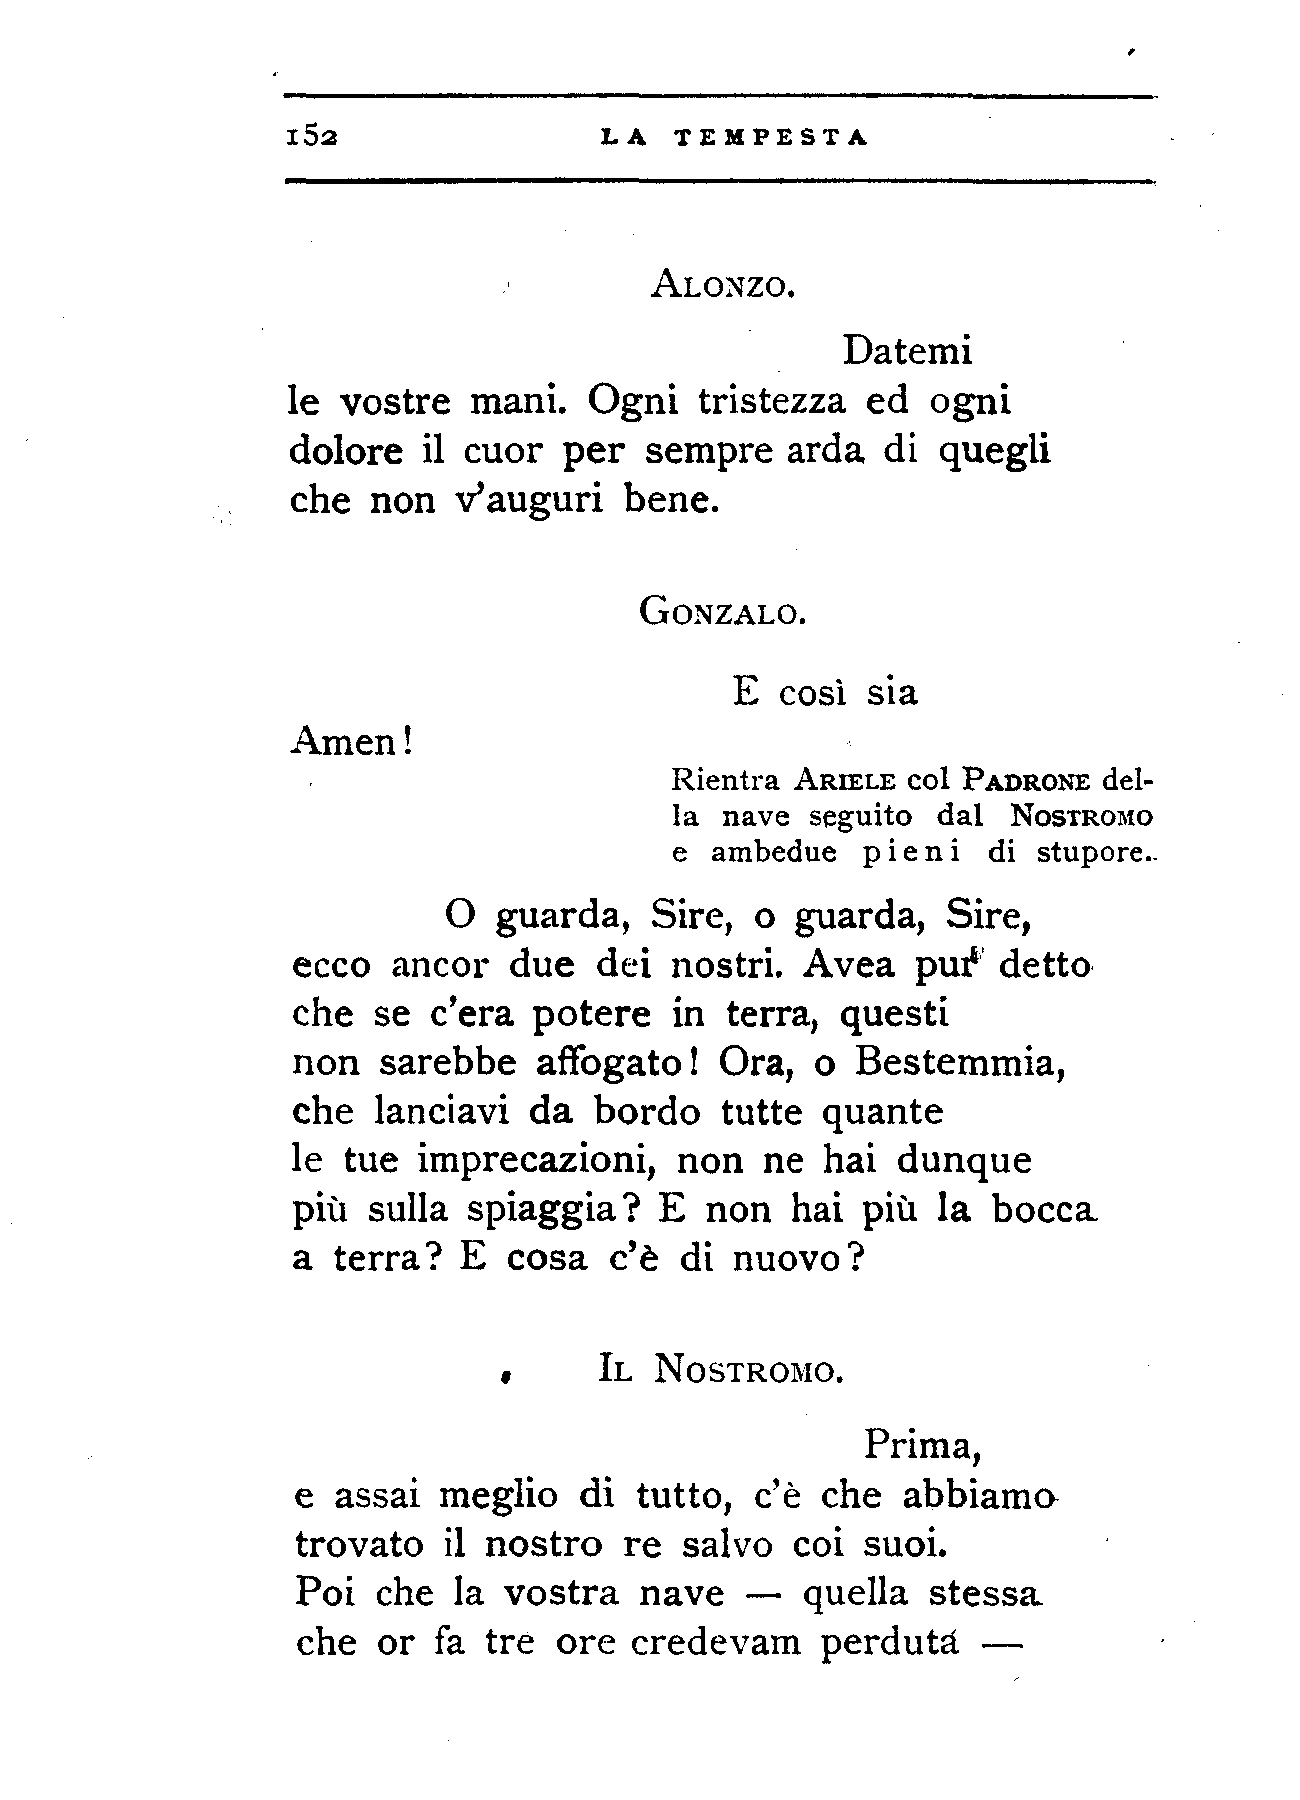 152 LA TEMPESTA
ALONZO.
Datemi
le vostre mani. Ogni tristezza ed ogni
dolore il cuor per sempre arda di quegli
che non v'auguri bene.
GONZALO.
E così sia
Amen!
Rientra ARIELE col PADRONE del-
la nave seguito dal NOSTROMO
e ambedue pieni di stupore.
O guarda, Sire, o guarda, Sire,
ecco ancor due dei nostri. Avea pur detto
che se c'era potere in terra, questi
non sarebbe affogato! Ora, o Bestemmia,
che lanciavi da bordo tutte quante
le tue imprecazioni, non ne hai dunque
più sulla spiaggia? E non hai più la bocca
a terra? E cosa c'è di nuovo?
IL NOSTROMO.
Prima,
e assai meglio di tutto, c'è che abbiamo
trovato il nostro re salvo coi suoi.
Poi che la vostra nave — quella stessa
che or fa tre ore credevam perduta —